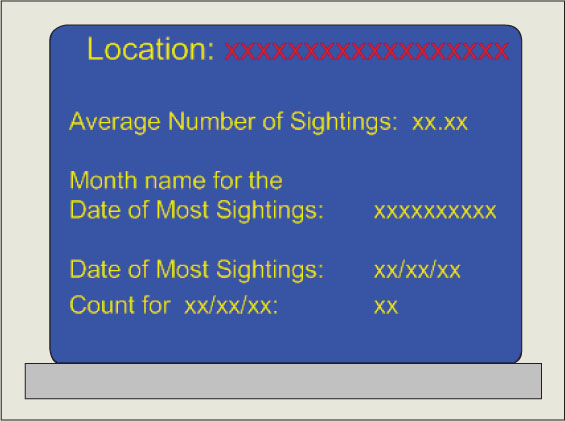 Location: xxxxxxxxxxxxxxxxxx
Average Number of Sightings: xx.xx
Month name for the
Date of Most Sightings: xxxxxxxxxx
Date of Most Sightings: xx/xx/xx
Count for xx/xx/xx: xx